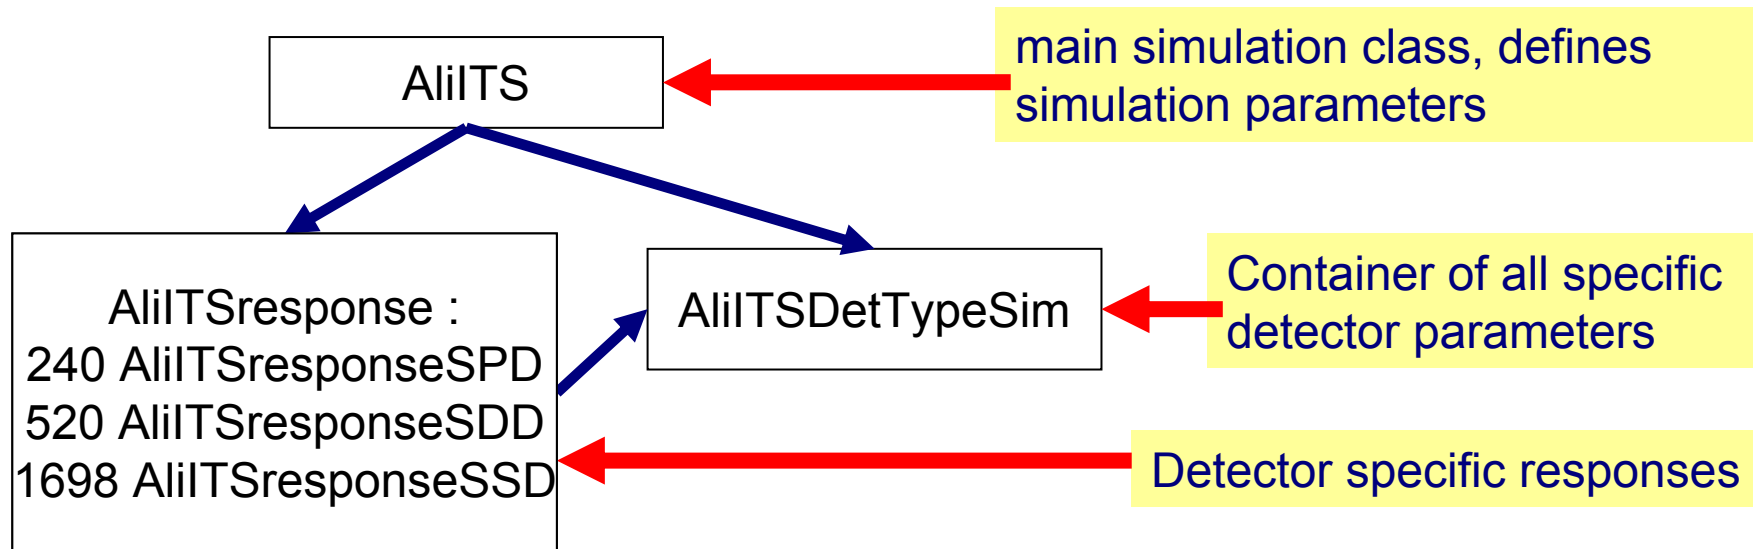 AliITS
main simulation class, defines
simulation parameters
AliITSresponse :
240 AliITSresponseSPD
520 AliITSresponseSDD
1698 AliITSresponseSSD
AliITSDetTypeSim
Container of all specific
detector parameters
Detector specific responses